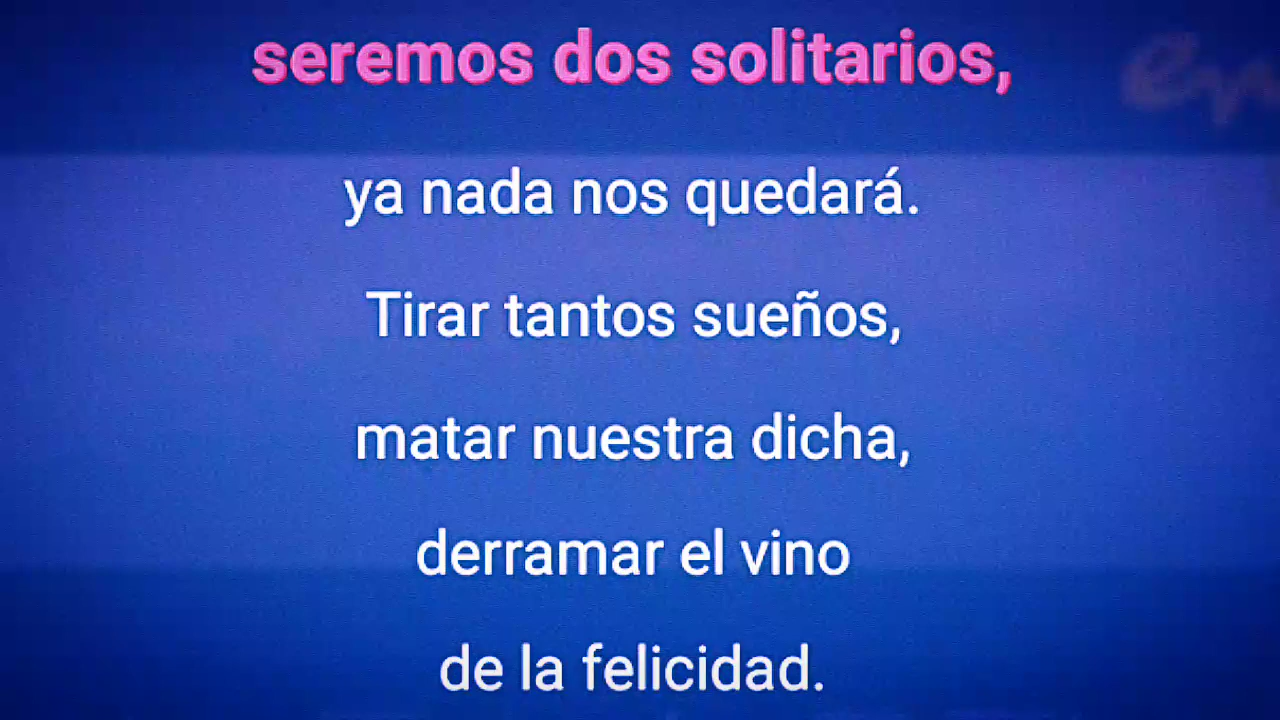 seremos dos solitarios,
ya nada nos quedará.
Tirar tantos sueños,
matar nuestra dicha,
derramar el vino
de la felicidad.